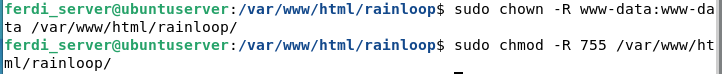 ferdi_server@ubuntuserver:/var/www/html/rainloop$ sudo chown -R www-data:www-da
ta /var/www/html/rainloop/
ferdi_server@ubuntuserver:/var/www/html/rainloop$ sudo chmod -R 755 /var/www/ht
ml/rainloop/